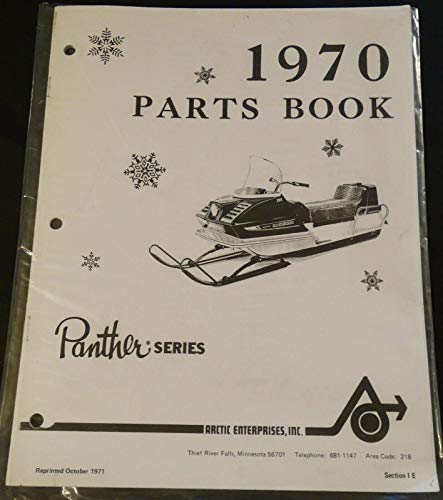 1970
PARTS BOOK
Panther® SERIES
ARCTIC ENTERPRISES, INC.
Thief River Falls, Minnesota 56701 Telephone: 681-1147 Area Code: 218
Reprinted October 1971
Section I E